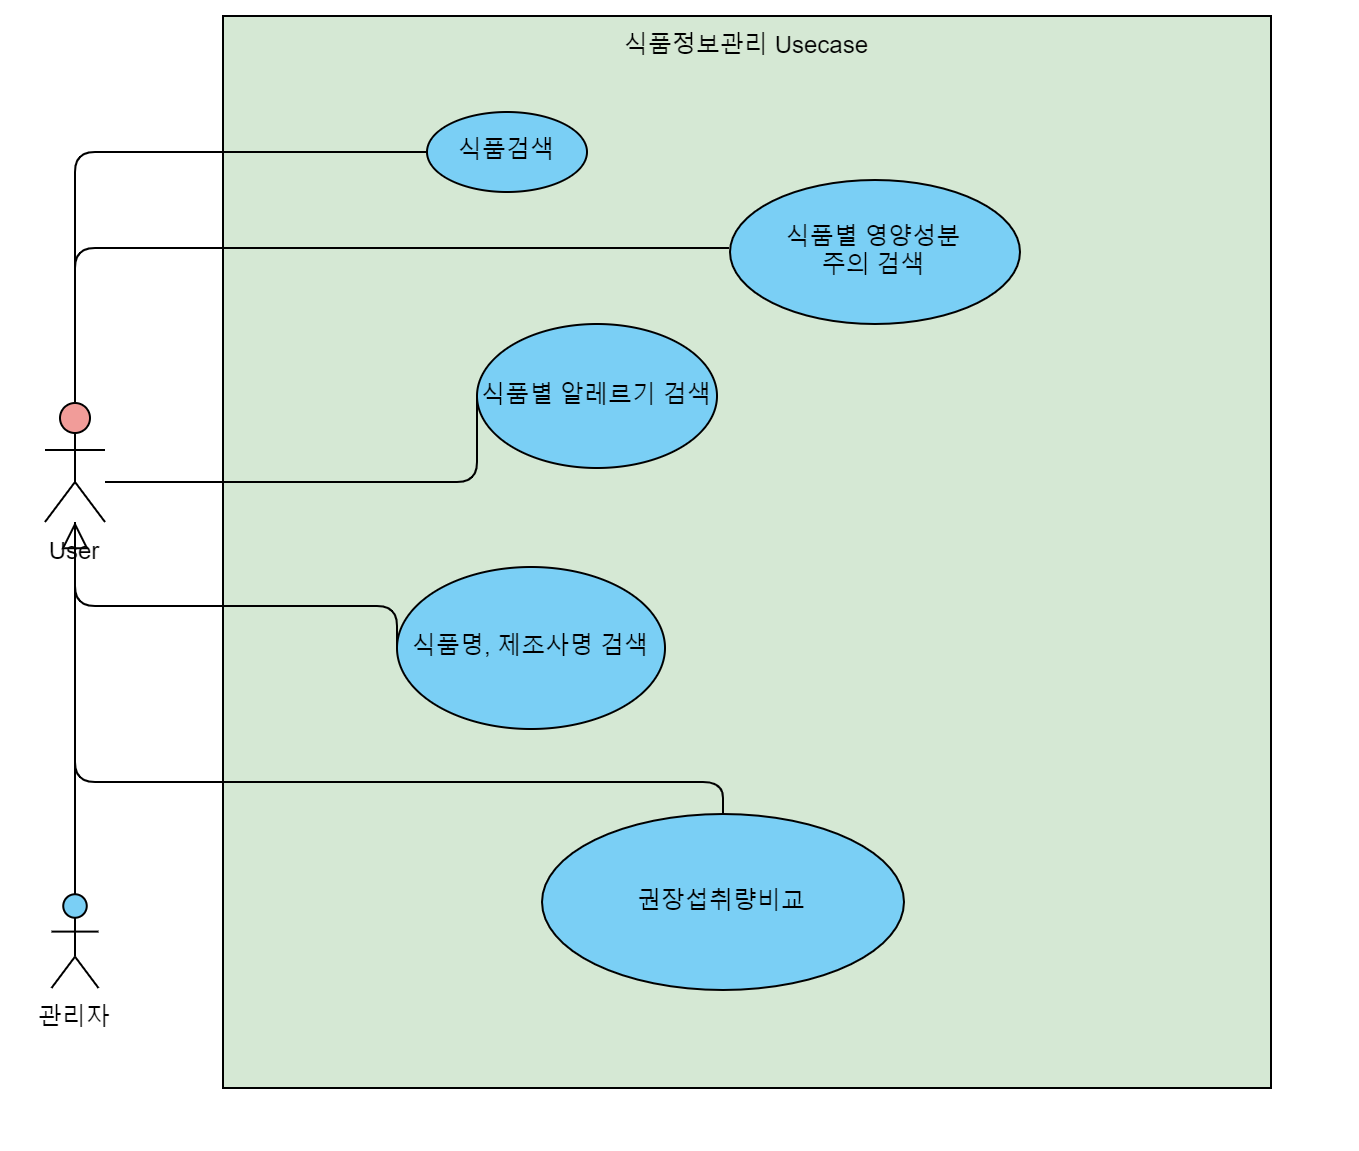 식품정보관리 Usecase
식품검색
식품별 영양성분
주의 검색
식품별 알레르기 검색
User
식품명, 제조사명 검색
권장섭취량비교
관리자